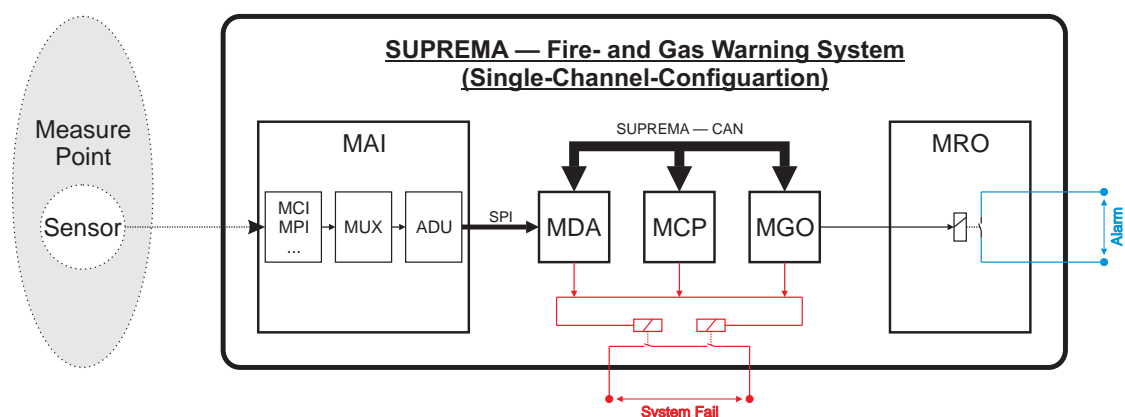 SUPREMA — Fire- and Gas Warning System
(Single-Channel-Configuartion)
Measure
Point
Sensor
MAI
MCI
MPI
...
MUX
ADU
SPI
SUPREMA — CAN
MDA
MCP
MGO
MRO
Alarm
System Fail